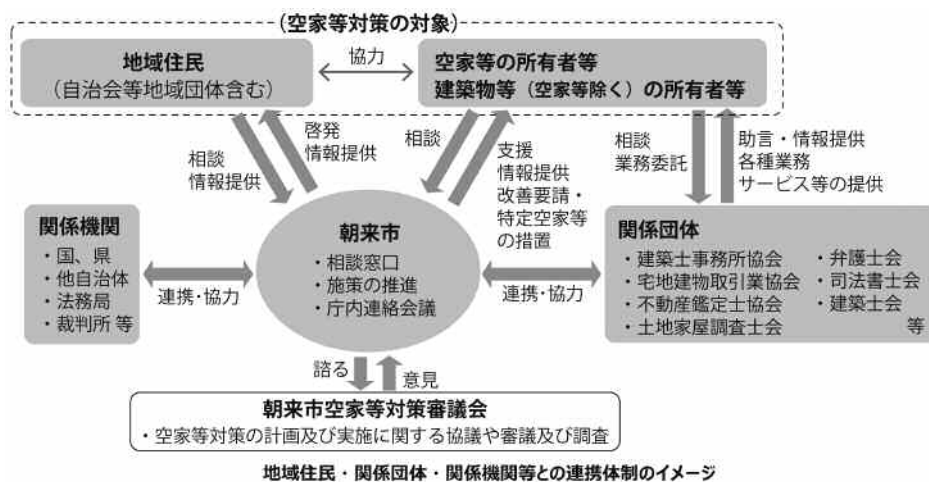 (空家等対策の対象)
地域住民
(自治会等地域団体含む)
協力
空家等の所有者等
建築物等(空家等除く)の所有者等
相談
情報提供
啓発
情報提供
相談
支援
情報提供
改善要請・
特定空家等
の措置
相談
業務委託
助言・情報提供
各種業務
サービス等の提供
関係機関
・国、県
・他自治体
・法務局
・裁判所 等
連携・協力
朝来市
・相談窓口
・施策の推進
・庁内連絡会議
連携・協力
関係団体
・建築士事務所協会
・宅地建物取引業協会
・不動産鑑定士協会
・土地家屋調査士会
・弁護士会
・司法書士会
・建築士会
等
諮る
意見
朝来市空家等対策審議会
・空家等対策の計画及び実施に関する協議や審議及び調査
地域住民・関係団体・関係機関等との連携体制のイメージ